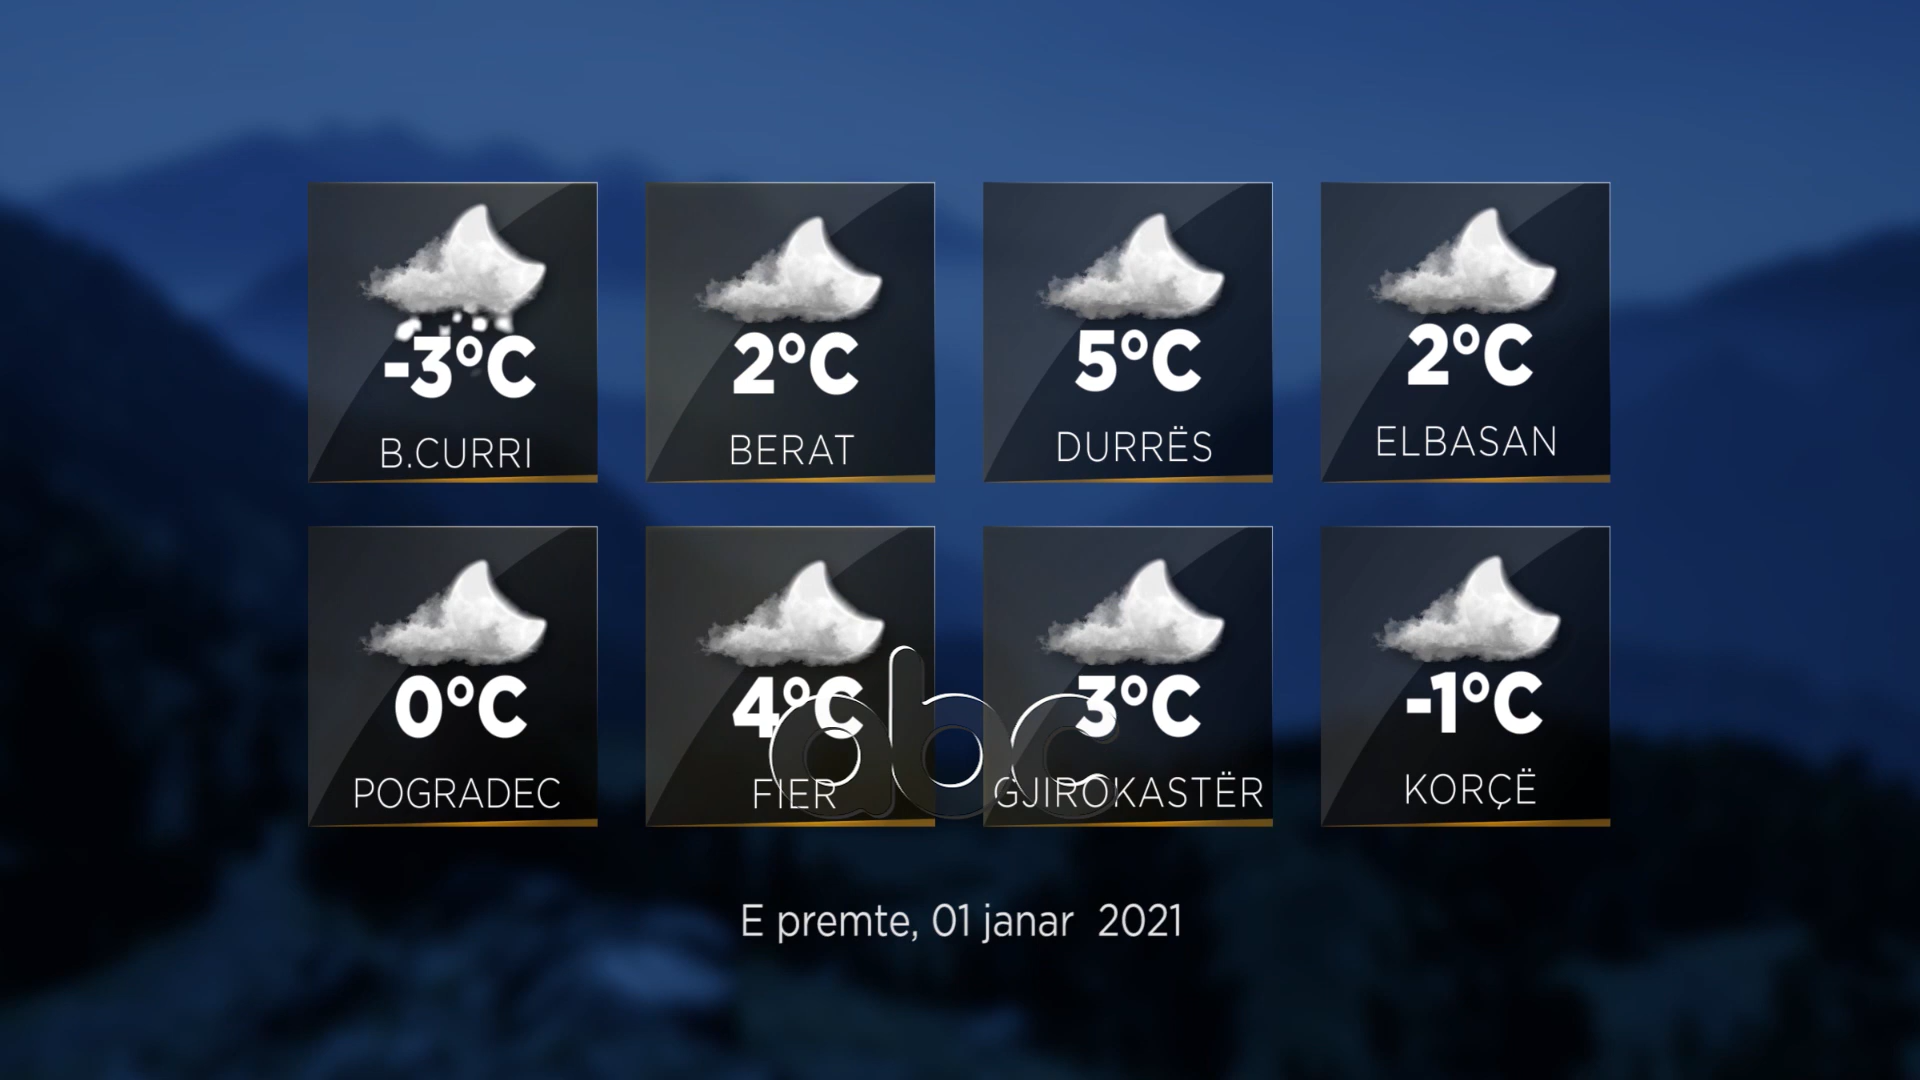 -3°C
B.CURRI
2°C
BERAT
5°C
DURRËS
2°C
ELBASAN
0°C
POGRADEC
4°C
FIER
3°C
GJIROKASTËR
-1°C
KORÇË
abc
E premte, 01 janar 2021